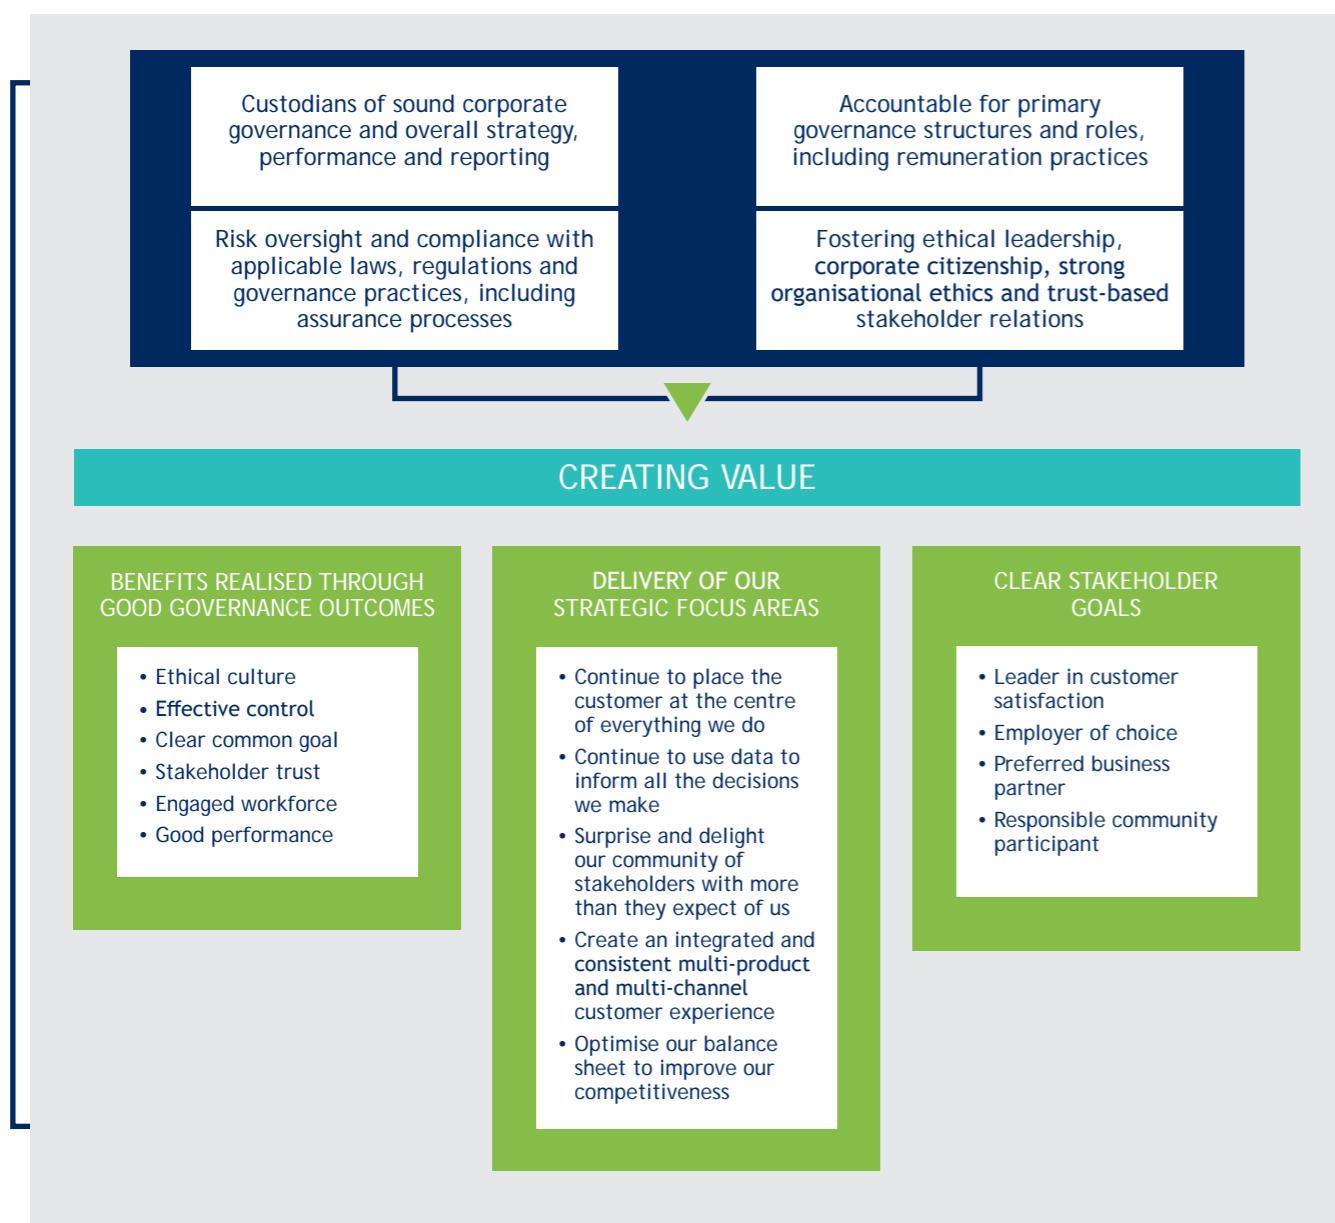 Custodians of sound corporate
governance and overall strategy,
performance and reporting
Accountable for primary
governance structures and roles,
including remuneration practices
Risk oversight and compliance with
applicable laws, regulations and
governance practices, including
assurance processes
Fostering ethical leadership,
corporate citizenship, strong
organisational ethics and trust-based
stakeholder relations
CREATING VALUE
BENEFITS REALISED THROUGH
GOOD GOVERNANCE OUTCOMES
• Ethical culture
• Effective control
• Clear common goal
• Stakeholder trust
• Engaged workforce
• Good performance
DELIVERY OF OUR
STRATEGIC FOCUS AREAS
• Continue to place the
customer at the centre
of everything we do
• Continue to use data to
inform all the decisions
we make
• Surprise and delight
our community of
stakeholders with more
than they expect of us
• Create an integrated and
consistent multi-product
and multi-channel
customer experience
• Optimise our balance
sheet to improve our
competitiveness
CLEAR STAKEHOLDER
GOALS
• Leader in customer
satisfaction
• Employer of choice
• Preferred business
partner
• Responsible community
participant